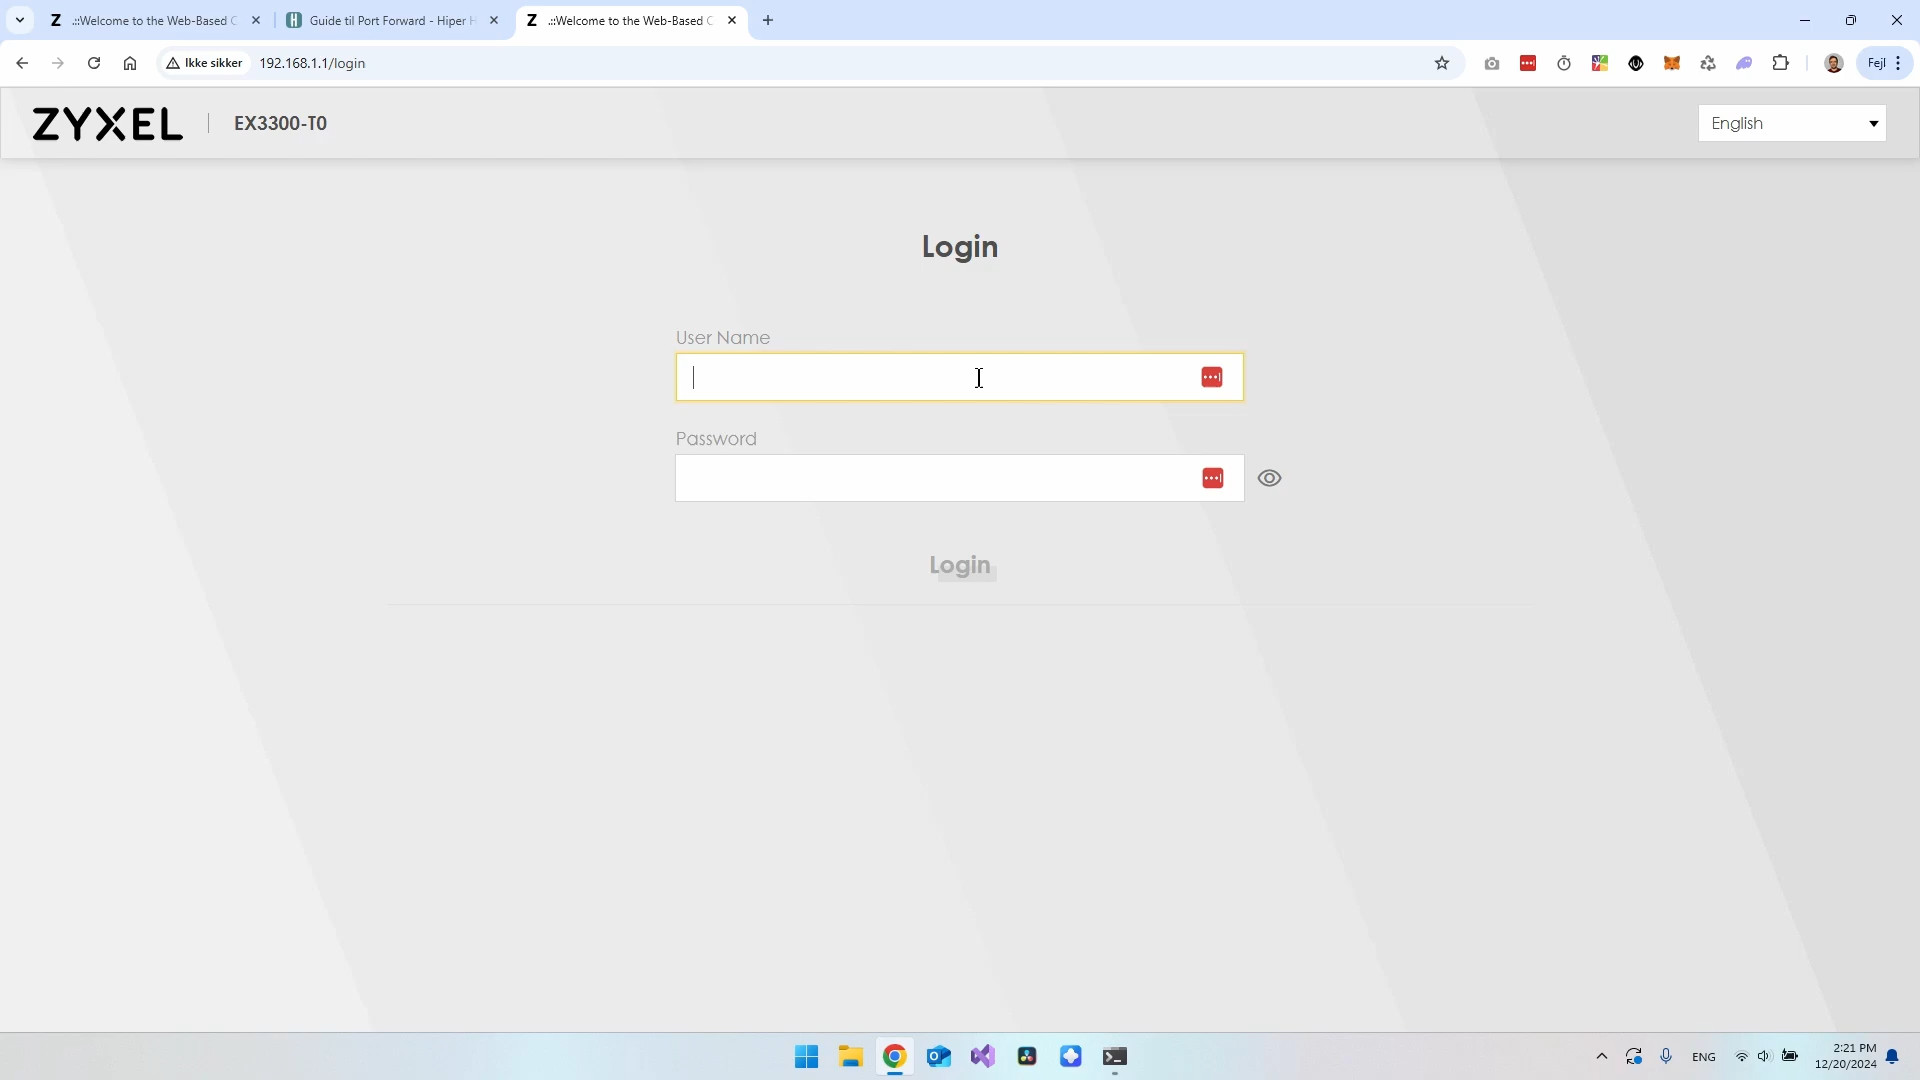 .::Welcome to the Web-Based C
Guide til Port Forward - Hiper H
.::Welcome to the Web-Based C
Ikke sikker
192.168.1.1/login
Fejl
ZYXEL
EX3300-T0
English
Login
User Name
Password
Login
ENG
2:21 PM
12/20/2024